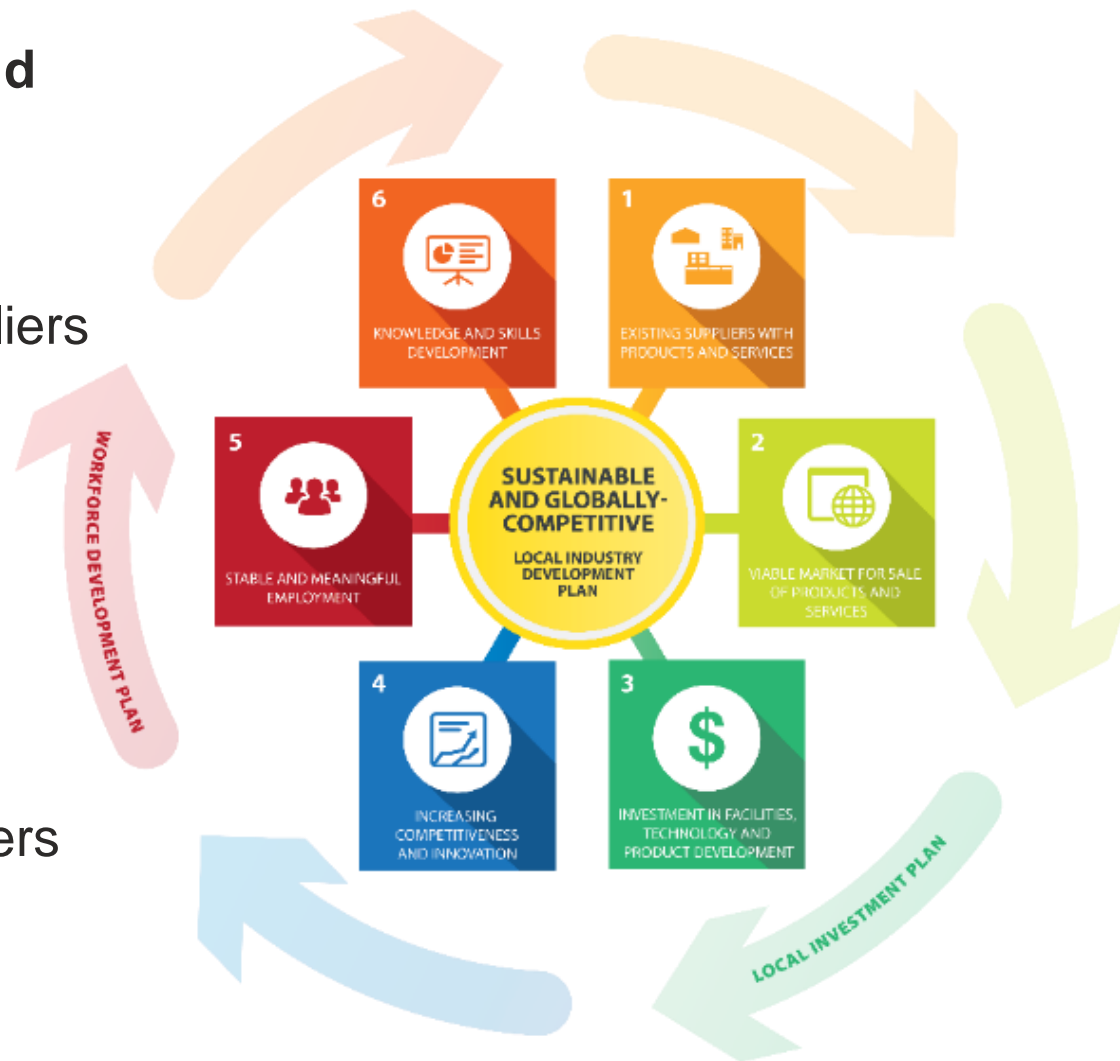 d
liers
ers
6
KNOWLEDGE AND SKILLS
DEVELOPMENT
1
EXISTING SUPPLIERS WITH
PRODUCTS AND SERVICES
5
STABLE AND MEANINGFUL
EMPLOYMENT
SUSTAINABLE
AND GLOBALLY-
COMPETITIVE
LOCAL INDUSTRY
DEVELOPMENT
PLAN
2
VIABLE MARKET FOR SALE
OF PRODUCTS AND
SERVICES
4
INCREASING
COMPETITIVENESS
AND INNOVATION
3
$
INVESTMENT IN FACILITIES,
TECHNOLOGY AND
PRODUCT DEVELOPMENT
WORKFORCE DEVELOPMENT PLAN
LOCAL INVESTMENT PLAN